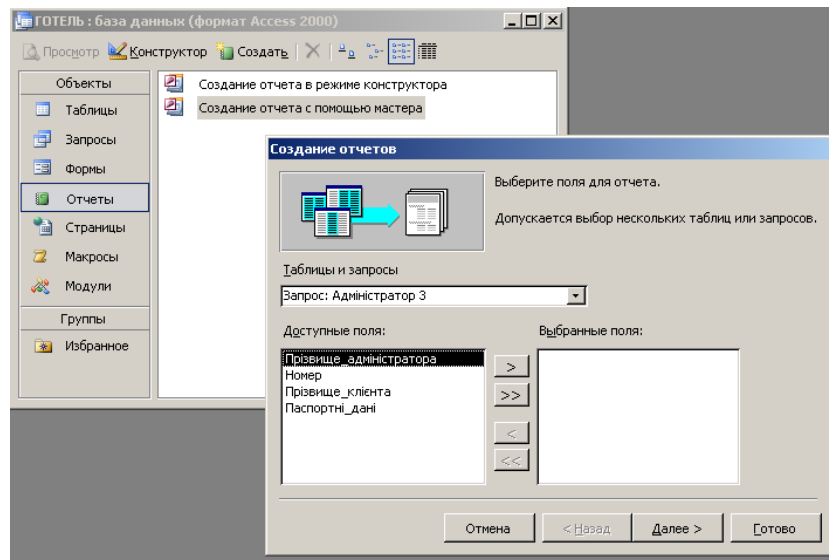 ГОТЕЛЬ : база данных (формат Access 2000)
Просмотр Конструктор Создать
Объекты
Таблицы
Запросы
Формы
Отчеты
Страницы
Макросы
Модули
Группы
Избранное
Создание отчета в режиме конструктора
Создание отчета с помощью мастера
Создание отчетов
Выберите поля для отчета.
Допускается выбор нескольких таблиц или запросов.
Таблицы и запросы
Запрос: Адміністратор 3
Доступные поля:
Выбранные поля:
Прізвище_адміністратора
Номер
Прізвище_клієнта
Паспортні_дані
>
>>
<
<<
Отмена
< Назад
Далее >
Готово